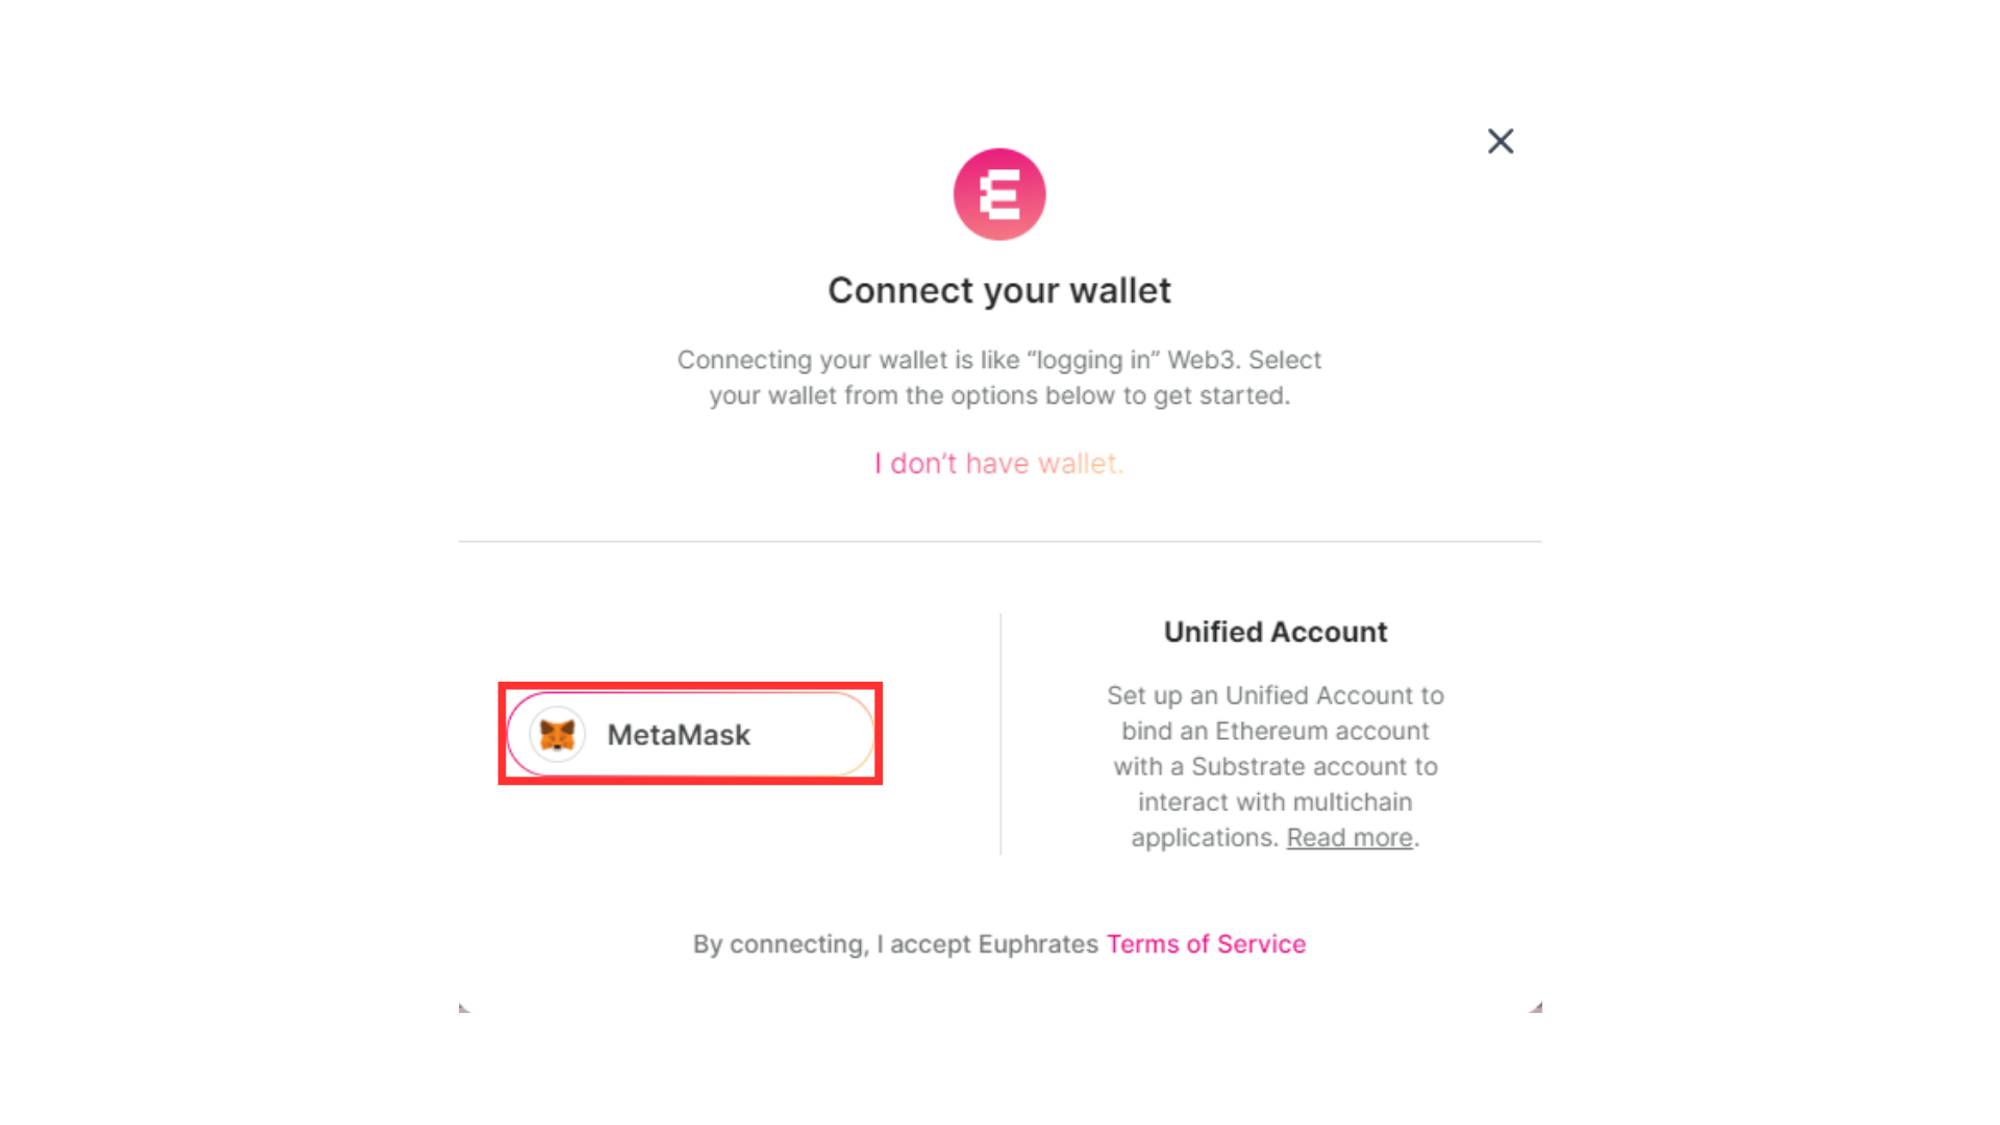 Connect your wallet
Connecting your wallet is like “logging in” Web3. Select
your wallet from the options below to get started.
I don’t have wallet.
MetaMask
Unified Account
Set up an Unified Account to
bind an Ethereum account
with a Substrate account to
interact with multichain
applications. Read more.
By connecting, I accept Euphrates Terms of Service